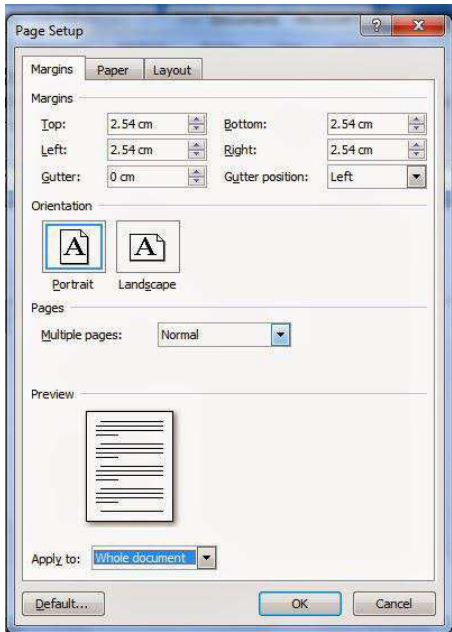 Page Setup
Margins Paper Layout
Margins
Top: 2.54 cm Bottom: 2.54 cm
Left: 2.54 cm Right: 2.54 cm
Gutter: 0 cm Gutter position: Left
Orientation
A A
Portrait Landscape
Pages
Multiple pages: Normal
Preview
Apply to: Whole document
Default... OK Cancel